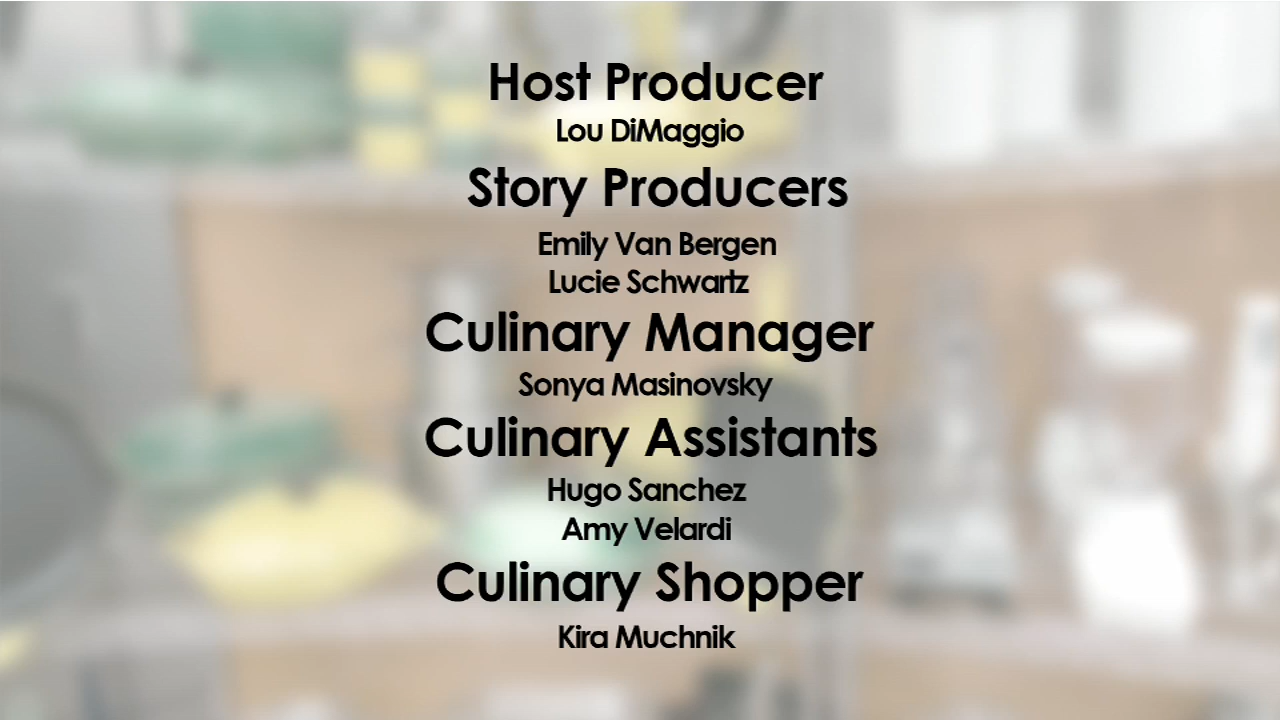 Host Producer
Lou DiMaggio
Story Producers
Emily Van Bergen
Lucie Schwartz
Culinary Manager
Sonya Masinovsky
Culinary Assistants
Hugo Sanchez
Amy Velardi
Culinary Shopper
Kira Muchnik